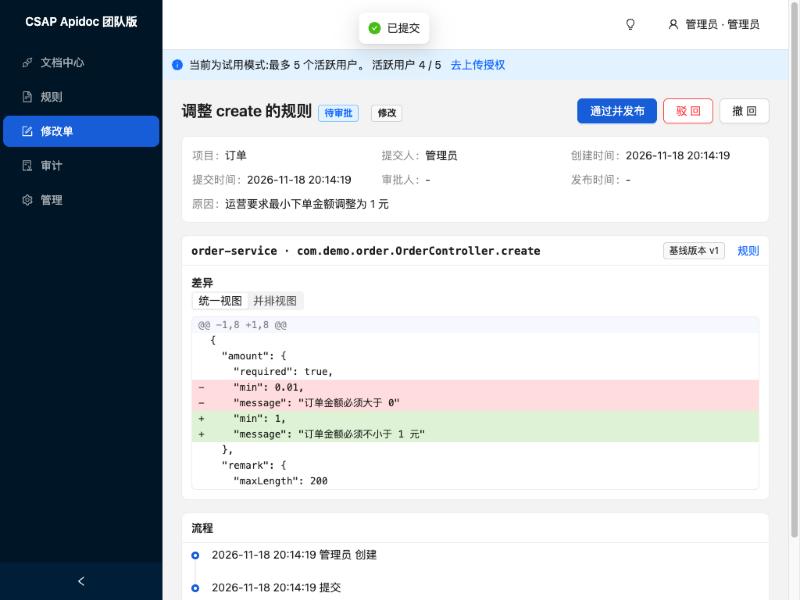 CSAP Apidoc 团队版
文档中心
规则
修改单
审计
管理
已提交
管理员 · 管理员
当前为试用模式:最多 5 个活跃用户。 活跃用户 4 / 5 去上传授权
调整 create 的规则 待审批 修改
通过并发布 驳 回 撤 回
项目: 订单 提交人: 管理员 创建时间: 2026-11-18 20:14:19
提交时间: 2026-11-18 20:14:19 审批人: - 发布时间: -
原因: 运营要求最小下单金额调整为 1 元
order-service · com.demo.order.OrderController.create 基线版本 v1 规则
差异
统一视图 并排视图
@@ -1,8 +1,8 @@
{
"amount": {
"required": true,
- "min": 0.01,
- "message": "订单金额必须大于 0"
+ "min": 1,
+ "message": "订单金额必须不小于 1 元"
},
"remark": {
"maxLength": 200
流程
2026-11-18 20:14:19 管理员 创建
2026-11-18 20:14:19 提交